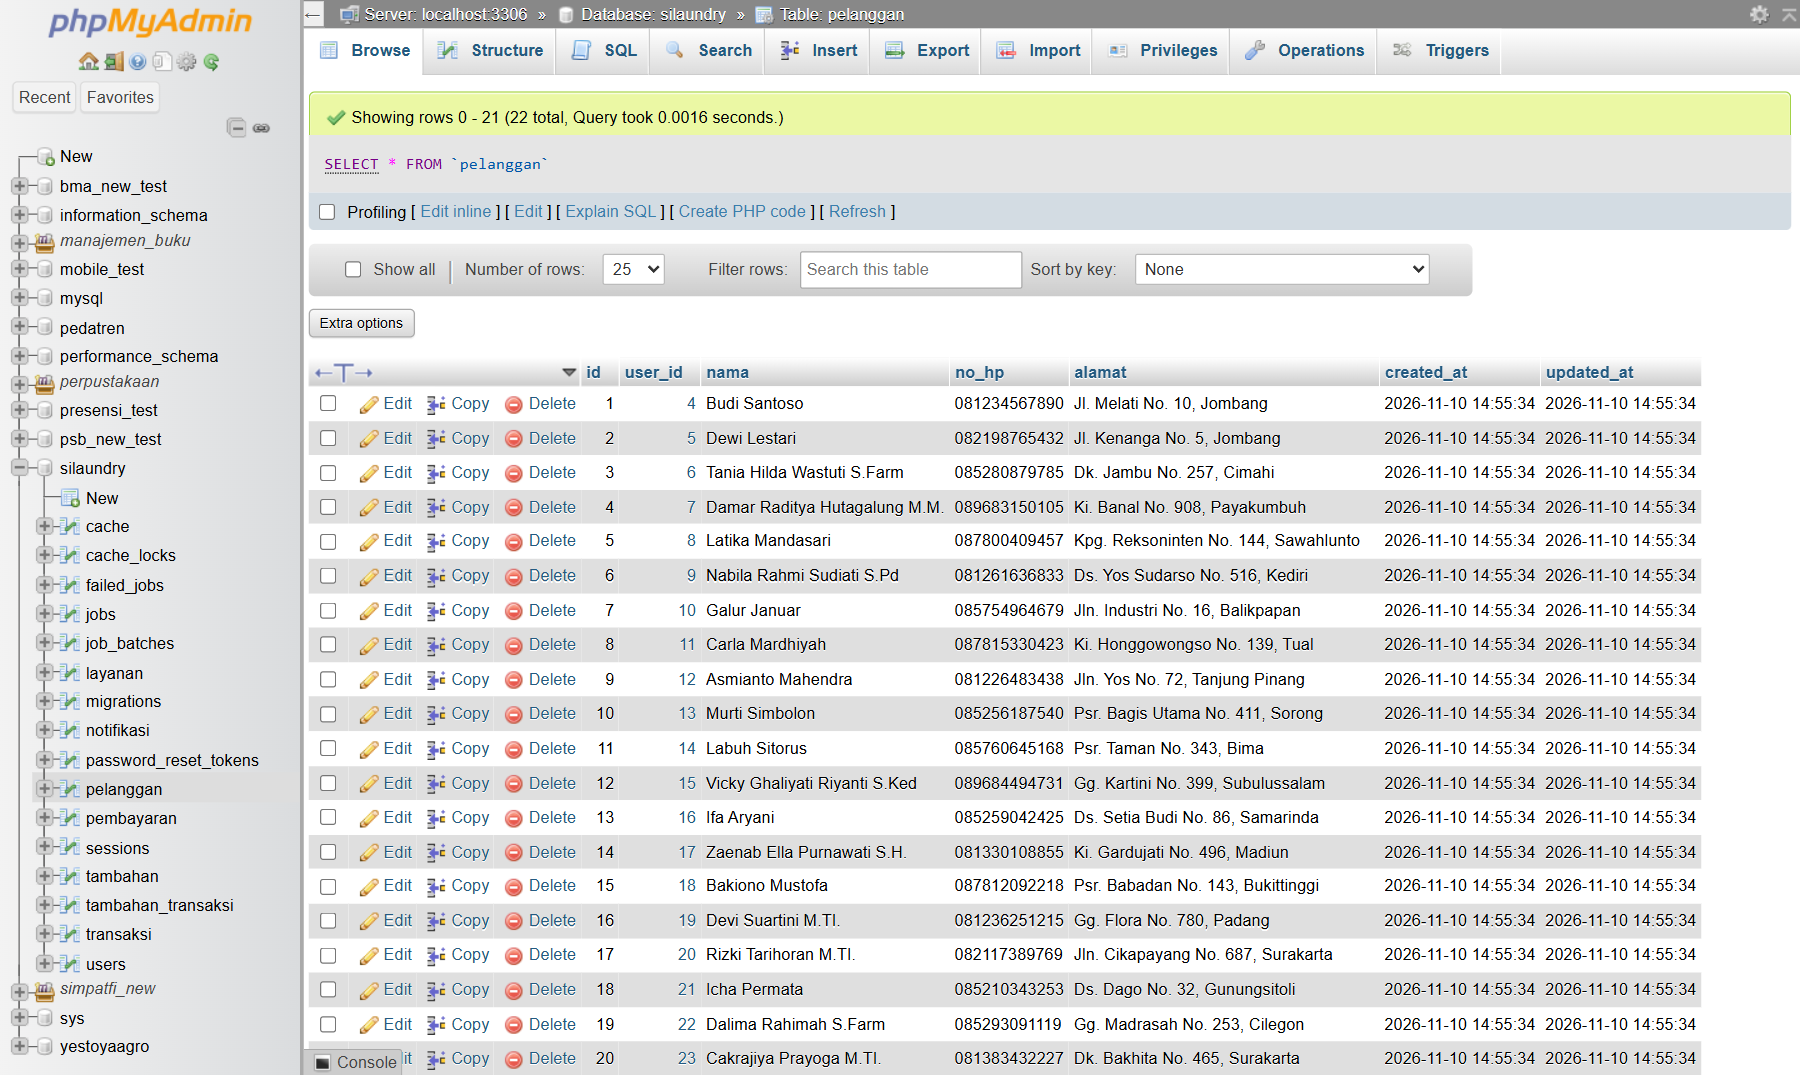 phpMyAdmin
Recent Favorites
New
bma_new_test
information_schema
manajemen_buku
mobile_test
mysql
pedatren
performance_schema
perpustakaan
presensi_test
psb_new_test
silaundry
New
cache
cache_locks
failed_jobs
jobs
job_batches
layanan
migrations
notifikasi
password_reset_tokens
pelanggan
pembayaran
sessions
tambahan
tambahan_transaksi
transaksi
users
simpatfi_new
sys
yestoyaagro
Server: localhost:3306 » Database: silaundry » Table: pelanggan
Browse Structure SQL Search Insert Export Import Privileges Operations Triggers
Showing rows 0 - 21 (22 total, Query took 0.0016 seconds.)
SELECT * FROM `pelanggan`
Profiling [ Edit inline ] [ Edit ] [ Explain SQL ] [ Create PHP code ] [ Refresh ]
Show all | Number of rows: 25 Filter rows: Search this table Sort by key: None
Extra options
←T→ id user_id nama no_hp alamat created_at updated_at
Edit Copy Delete 1 4 Budi Santoso 081234567890 Jl. Melati No. 10, Jombang 2026-11-10 14:55:34 2026-11-10 14:55:34
Edit Copy Delete 2 5 Dewi Lestari 082198765432 Jl. Kenanga No. 5, Jombang 2026-11-10 14:55:34 2026-11-10 14:55:34
Edit Copy Delete 3 6 Tania Hilda Wastuti S.Farm 085280879785 Dk. Jambu No. 257, Cimahi 2026-11-10 14:55:34 2026-11-10 14:55:34
Edit Copy Delete 4 7 Damar Raditya Hutagalung M.M. 089683150105 Ki. Banal No. 908, Payakumbuh 2026-11-10 14:55:34 2026-11-10 14:55:34
Edit Copy Delete 5 8 Latika Mandasari 087800409457 Kpg. Reksoninten No. 144, Sawahlunto 2026-11-10 14:55:34 2026-11-10 14:55:34
Edit Copy Delete 6 9 Nabila Rahmi Sudiati S.Pd 081261636833 Ds. Yos Sudarso No. 516, Kediri 2026-11-10 14:55:34 2026-11-10 14:55:34
Edit Copy Delete 7 10 Galur Januar 085754964679 Jln. Industri No. 16, Balikpapan 2026-11-10 14:55:34 2026-11-10 14:55:34
Edit Copy Delete 8 11 Carla Mardhiyah 087815330423 Ki. Honggowongso No. 139, Tual 2026-11-10 14:55:34 2026-11-10 14:55:34
Edit Copy Delete 9 12 Asmianto Mahendra 081226483438 Jln. Yos No. 72, Tanjung Pinang 2026-11-10 14:55:34 2026-11-10 14:55:34
Edit Copy Delete 10 13 Murti Simbolon 085256187540 Psr. Bagis Utama No. 411, Sorong 2026-11-10 14:55:34 2026-11-10 14:55:34
Edit Copy Delete 11 14 Labuh Sitorus 085760645168 Psr. Taman No. 343, Bima 2026-11-10 14:55:34 2026-11-10 14:55:34
Edit Copy Delete 12 15 Vicky Ghaliyati Riyanti S.Ked 089684494731 Gg. Kartini No. 399, Subulussalam 2026-11-10 14:55:34 2026-11-10 14:55:34
Edit Copy Delete 13 16 Ifa Aryani 085259042425 Ds. Setia Budi No. 86, Samarinda 2026-11-10 14:55:34 2026-11-10 14:55:34
Edit Copy Delete 14 17 Zaenab Ella Purnawati S.H. 081330108855 Ki. Gardujati No. 496, Madiun 2026-11-10 14:55:34 2026-11-10 14:55:34
Edit Copy Delete 15 18 Bakiono Mustofa 087812092218 Psr. Babadan No. 143, Bukittinggi 2026-11-10 14:55:34 2026-11-10 14:55:34
Edit Copy Delete 16 19 Devi Suartini M.TI. 081236251215 Gg. Flora No. 780, Padang 2026-11-10 14:55:34 2026-11-10 14:55:34
Edit Copy Delete 17 20 Rizki Tarihoran M.TI. 082117389769 Jln. Cikapayang No. 687, Surakarta 2026-11-10 14:55:34 2026-11-10 14:55:34
Edit Copy Delete 18 21 Icha Permata 085210343253 Ds. Dago No. 32, Gunungsitoli 2026-11-10 14:55:34 2026-11-10 14:55:34
Edit Copy Delete 19 22 Dalima Rahimah S.Farm 085293091119 Gg. Madrasah No. 253, Cilegon 2026-11-10 14:55:34 2026-11-10 14:55:34
Copy Delete 20 23 Cakrajiya Prayoga M.TI. 081383432227 Dk. Bakhita No. 465, Surakarta 2026-11-10 14:55:34 2026-11-10 14:55:34
Console